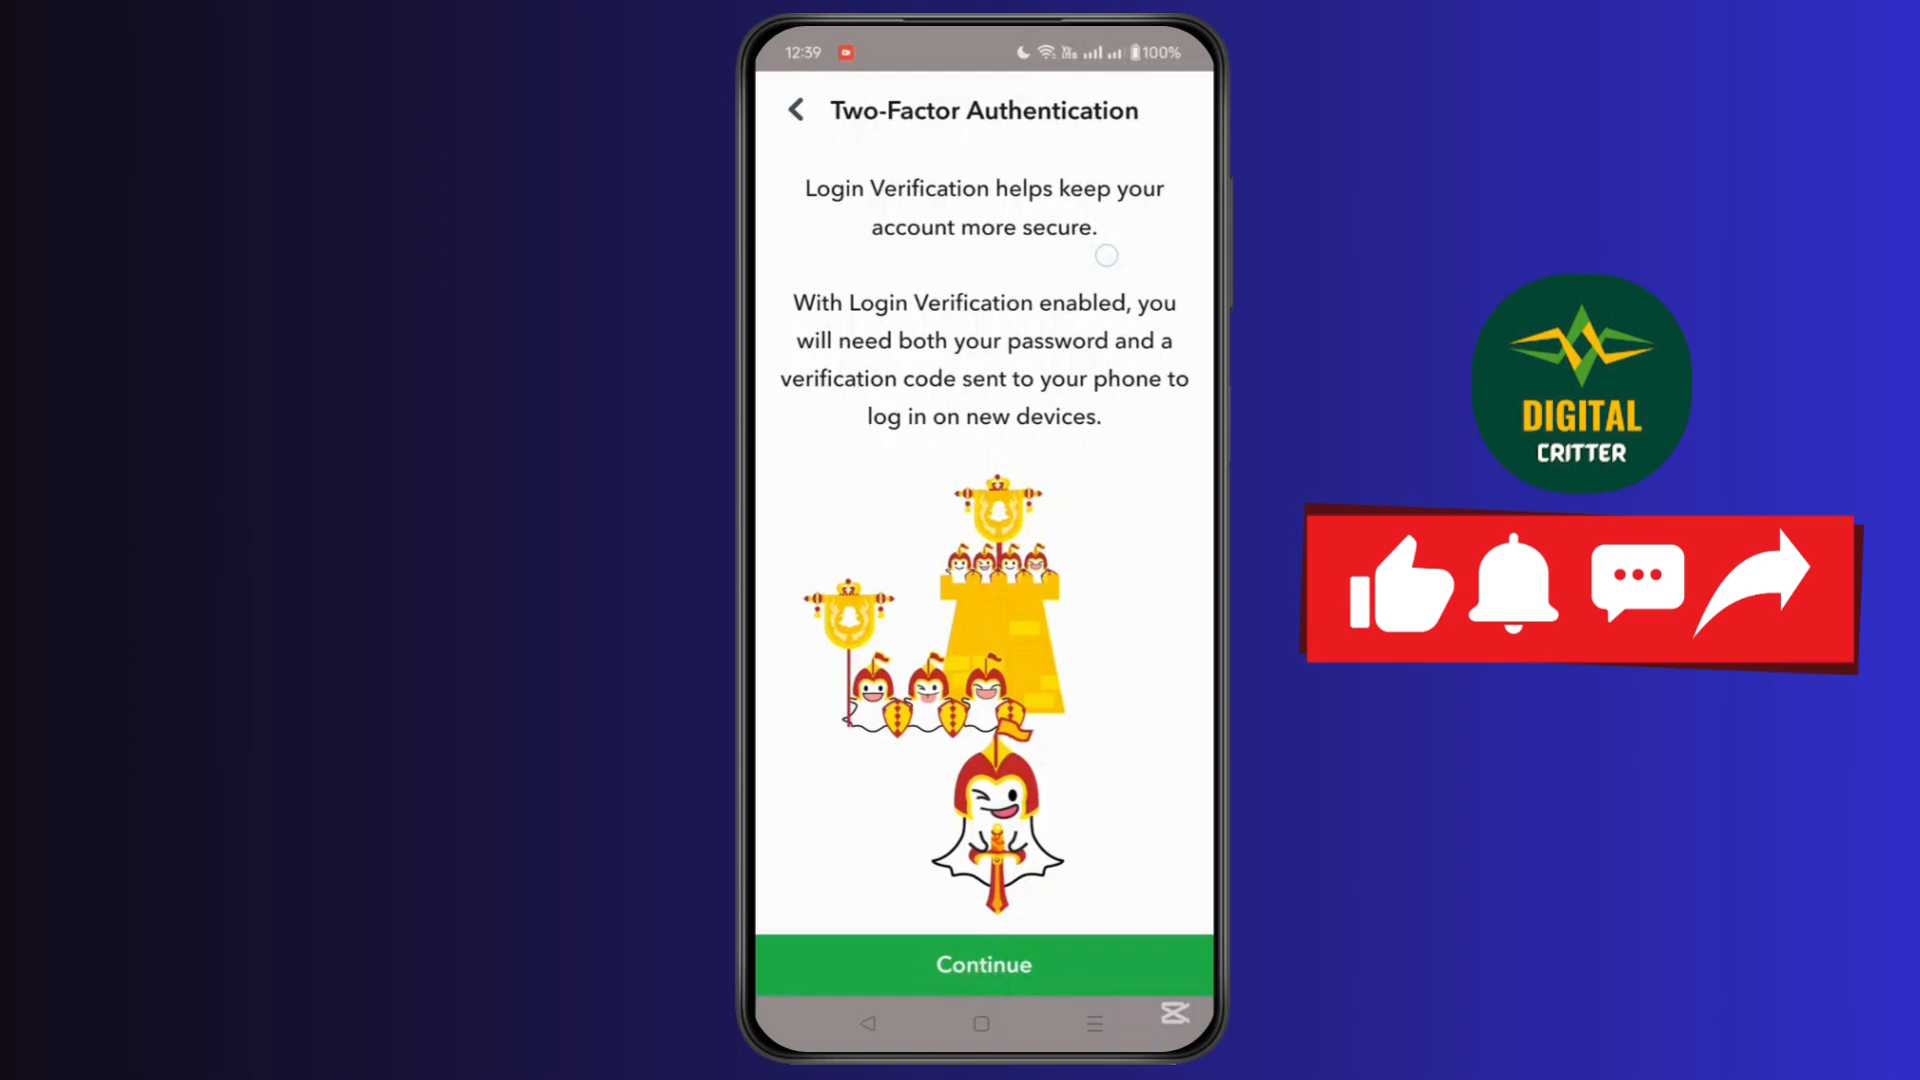 12:39
100%
Two-Factor Authentication
Login Verification helps keep your
account more secure.
With Login Verification enabled, you
will need both your password and a
verification code sent to your phone to
log in on new devices.
Continue
DIGITAL
CRITTER